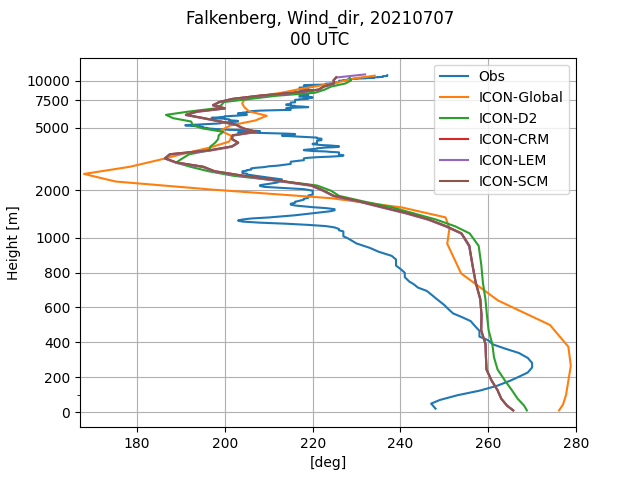 Falkenberg, Wind_dir, 20210707
00 UTC
Height [m]
10000
7500
5000
2000
1000
800
600
400
200
0
Obs
ICON-Global
ICON-D2
ICON-CRM
ICON-LEM
ICON-SCM
180
200
220
240
260
280
[deg]